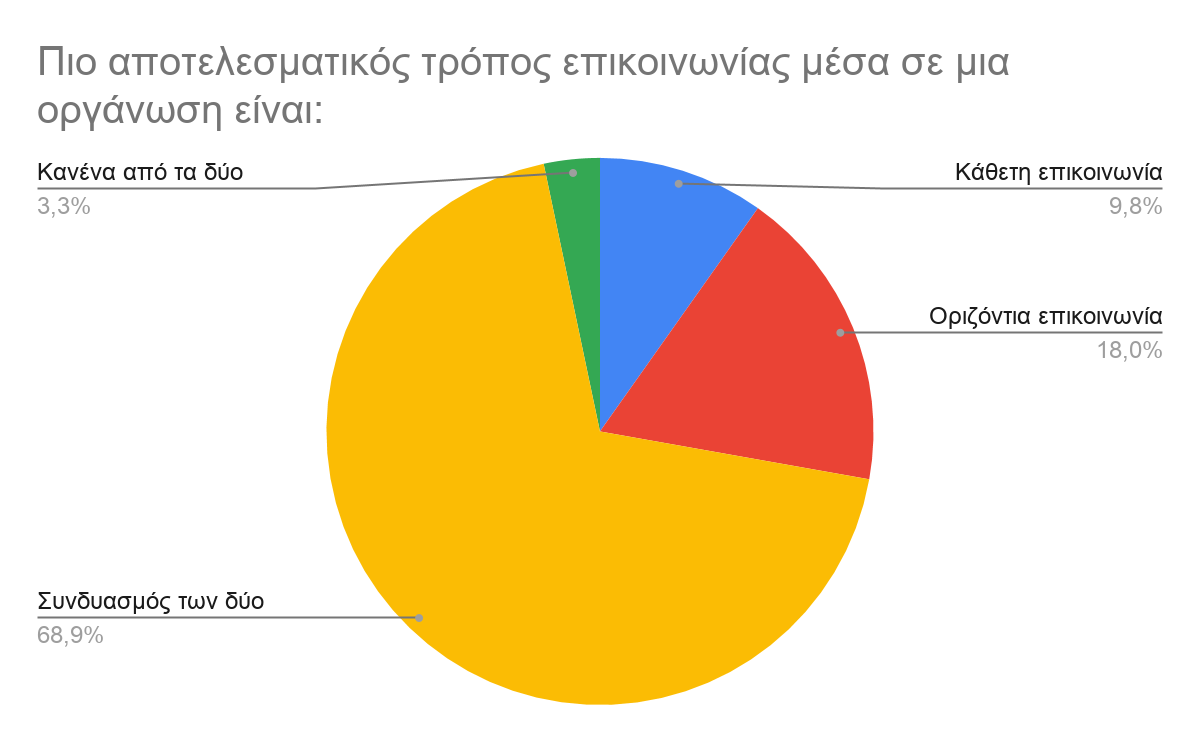 Πιο αποτελεσματικός τρόπος επικοινωνίας μέσα σε μια
οργάνωση είναι:
Κανένα από τα δύο
3,3%
Κάθετη επικοινωνία
9,8%
Οριζόντια επικοινωνία
18,0%
Συνδυασμός των δύο
68,9%